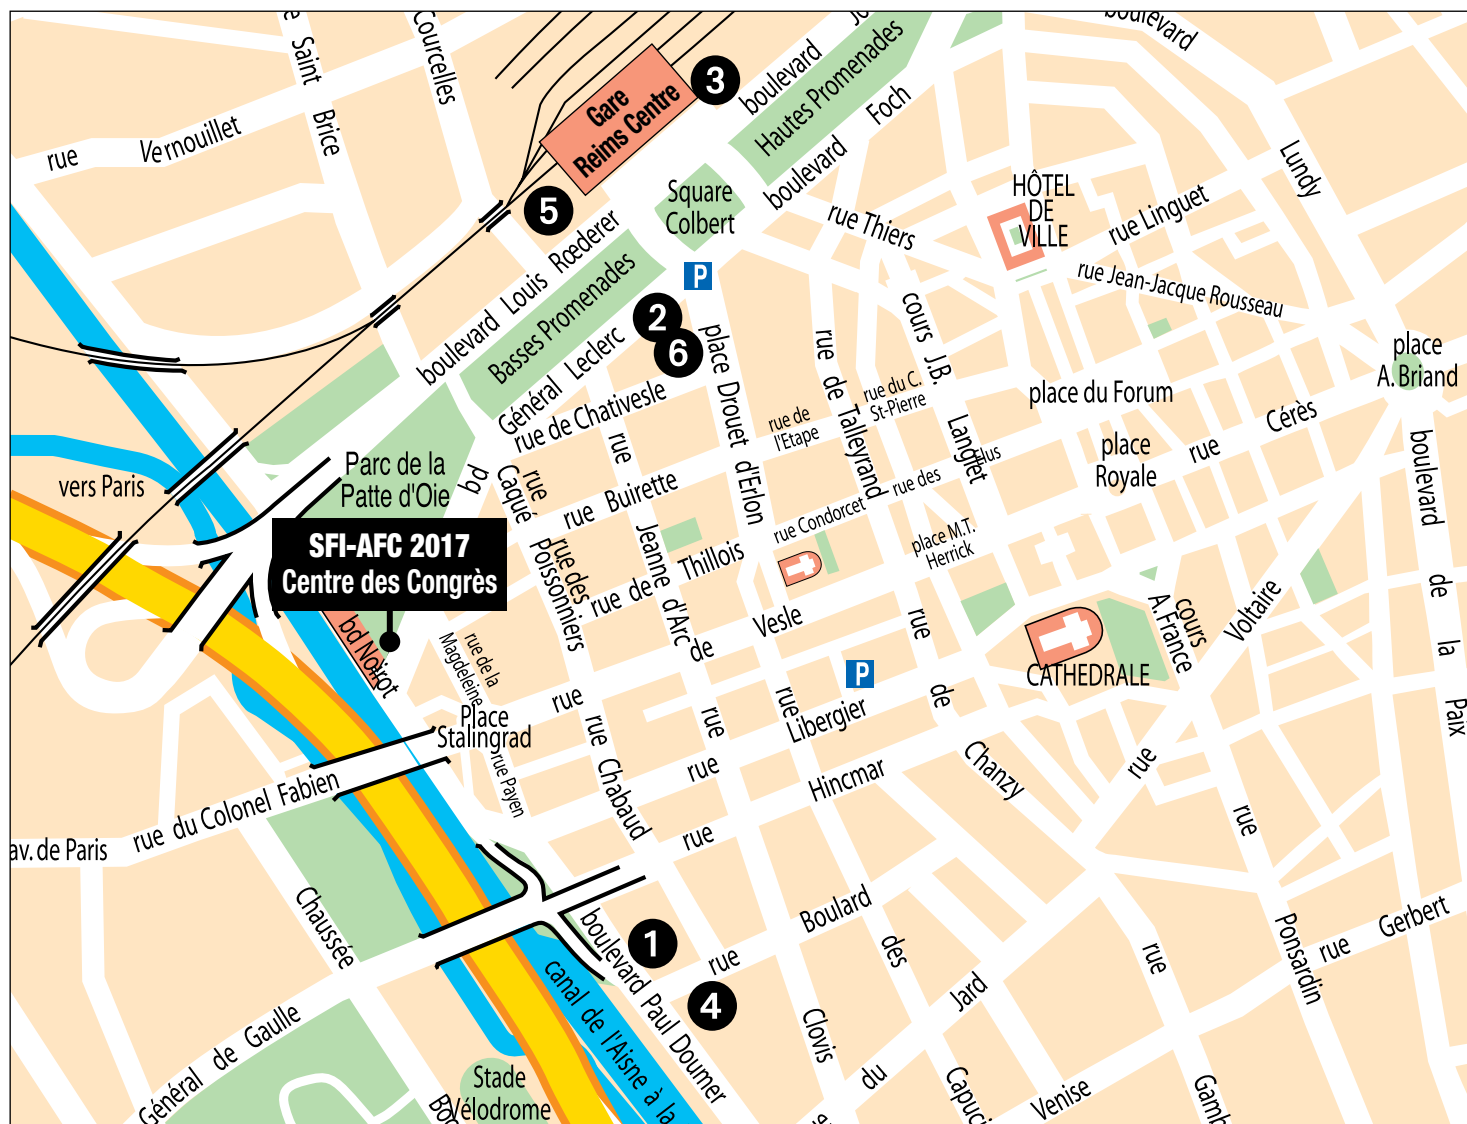 e Saint Brice
Courcelles
rue Vernouillet
Gare
Reims Centre
3
5
boulevard Jo
Hautes Promenades
boulevard Foch
boulevard
Lundy
Square
Colbert
HÔTEL
DE
VILLE
rue Linguet
rue Thiers
rue Jean-Jacque Rousseau
boulevard Louis Rœderer
Basses Promenades
Général Leclerc
P
2
6
place Drouet d'Erlon
rue de Talleyrand
cours J.B. Langlet
rue du C.
St-Pierre
rue de
l'Etape
place du Forum
place
A. Briand
place
Royale
rue Cérès
rue de Chativesle
rue Buirette
rue Jeanne d'Arc
rue Condorcet
rue des Elus
place M.T.
Herrick
rue de Thillois
vers Paris
Parc de la
Patte d'Oie
bd
rue Caqué
rue des Poissonniers
SFI-AFC 2017
Centre des Congrès
bd Noirot
rue de la
Magdeleine
Place
Stalingrad
rue Payen
rue de Vesle
P
rue Libergier
rue Hincmar
rue Chabaud
rue de
Chanzy
CATHEDRALE
cours
A.France
rue Voltaire
boulevard de la Paix
av. de Paris
rue du Colonel Fabien
Chaussée
Bo
Général de Gaulle
Stade
Vélodrome
canal de l'Aisne à la
boulevard Paul Doumer
1
4
rue Boulard
rue Clovis
rue des Capuci
du Jard
rue
Gamb
Venise
rue Ponsardin
rue Gerbert